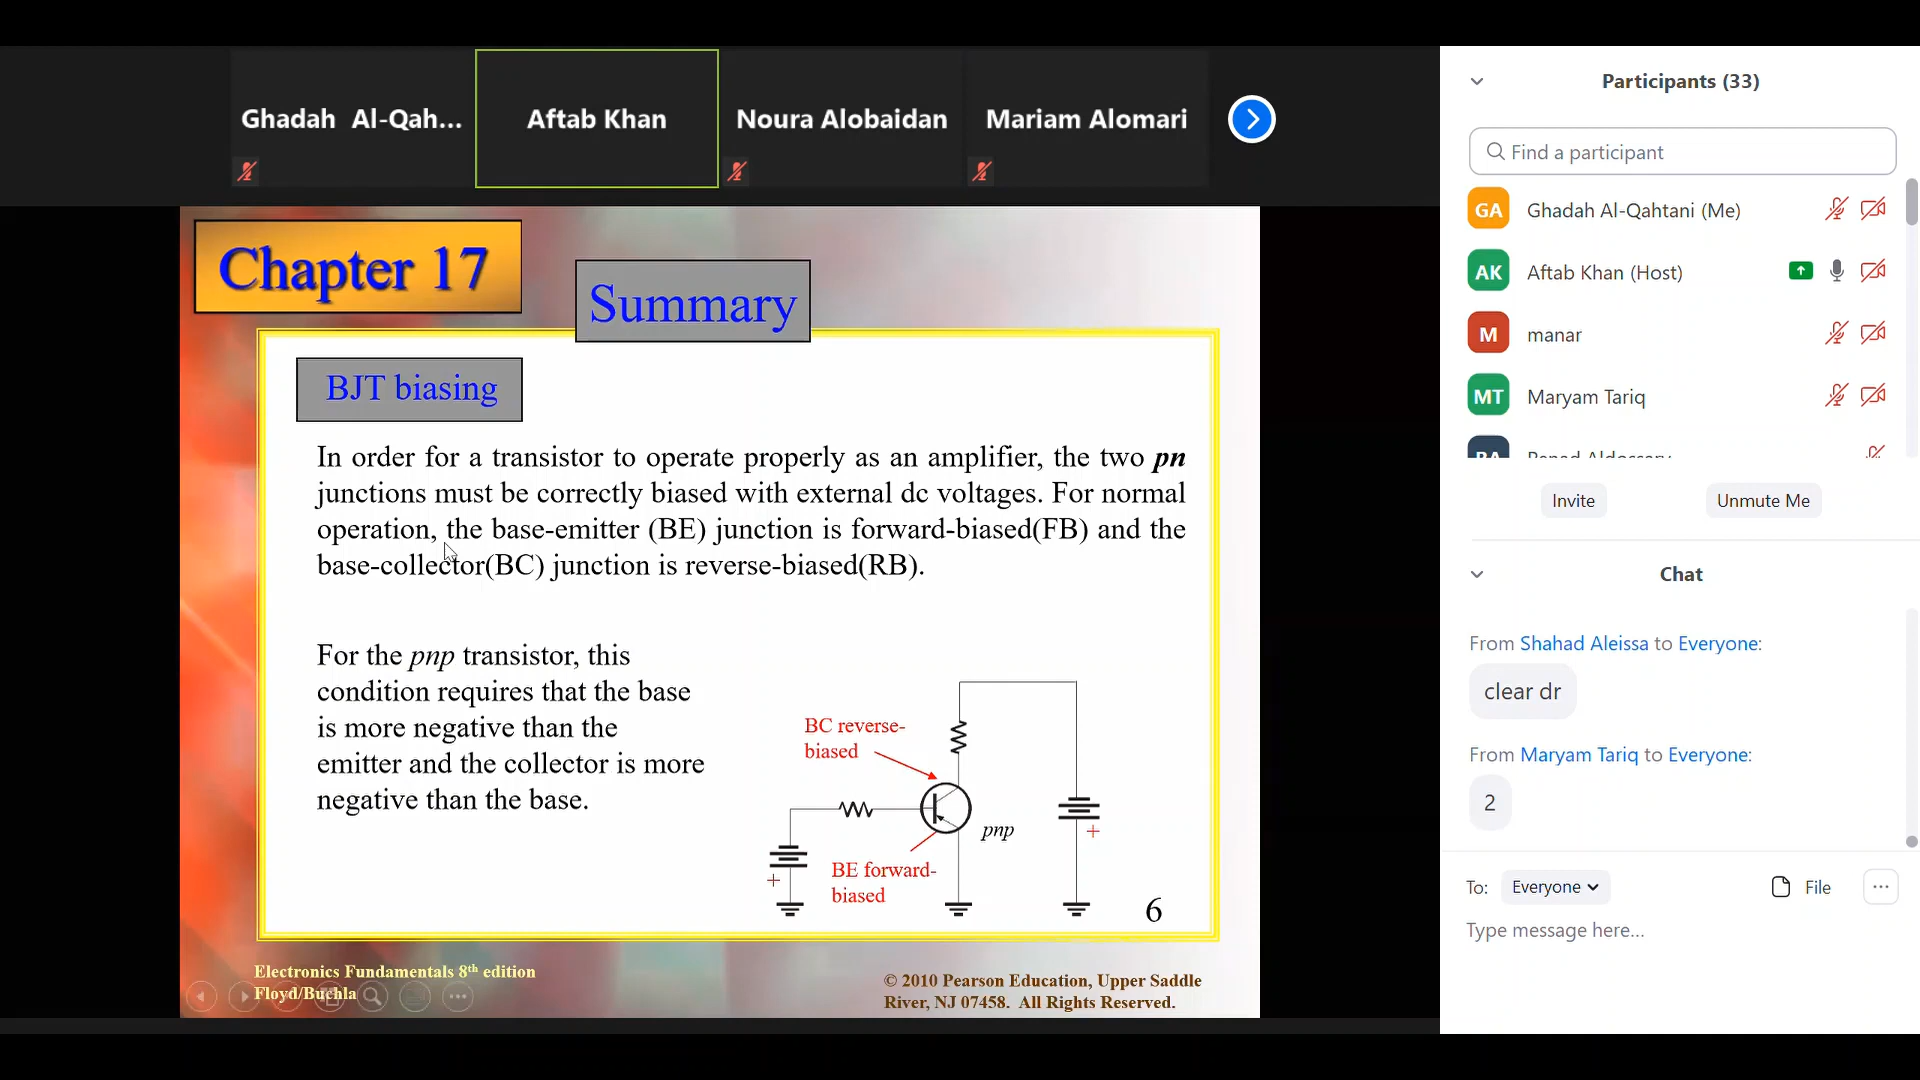 Ghadah Al-Qah...
Aftab Khan
Noura Alobaidan
Mariam Alomari
Chapter 17
Summary
BJT biasing
In order for a transistor to operate properly as an amplifier, the two pn
junctions must be correctly biased with external dc voltages. For normal
operation, the base-emitter (BE) junction is forward-biased(FB) and the
base-collector(BC) junction is reverse-biased(RB).
For the pnp transistor, this
condition requires that the base
is more negative than the
emitter and the collector is more
negative than the base.
BC reverse-
biased
pnp
+
+
BE forward-
biased
6
Electronics Fundamentals 8th edition
Floyd/Buchla
© 2010 Pearson Education, Upper Saddle
River, NJ 07458. All Rights Reserved.
Participants (33)
Find a participant
GA Ghadah Al-Qahtani (Me)
AK Aftab Khan (Host)
M manar
MT Maryam Tariq
Invite
Unmute Me
Chat
From Shahad Aleissa to Everyone:
clear dr
From Maryam Tariq to Everyone:
2
To: Everyone
File
...
Type message here...